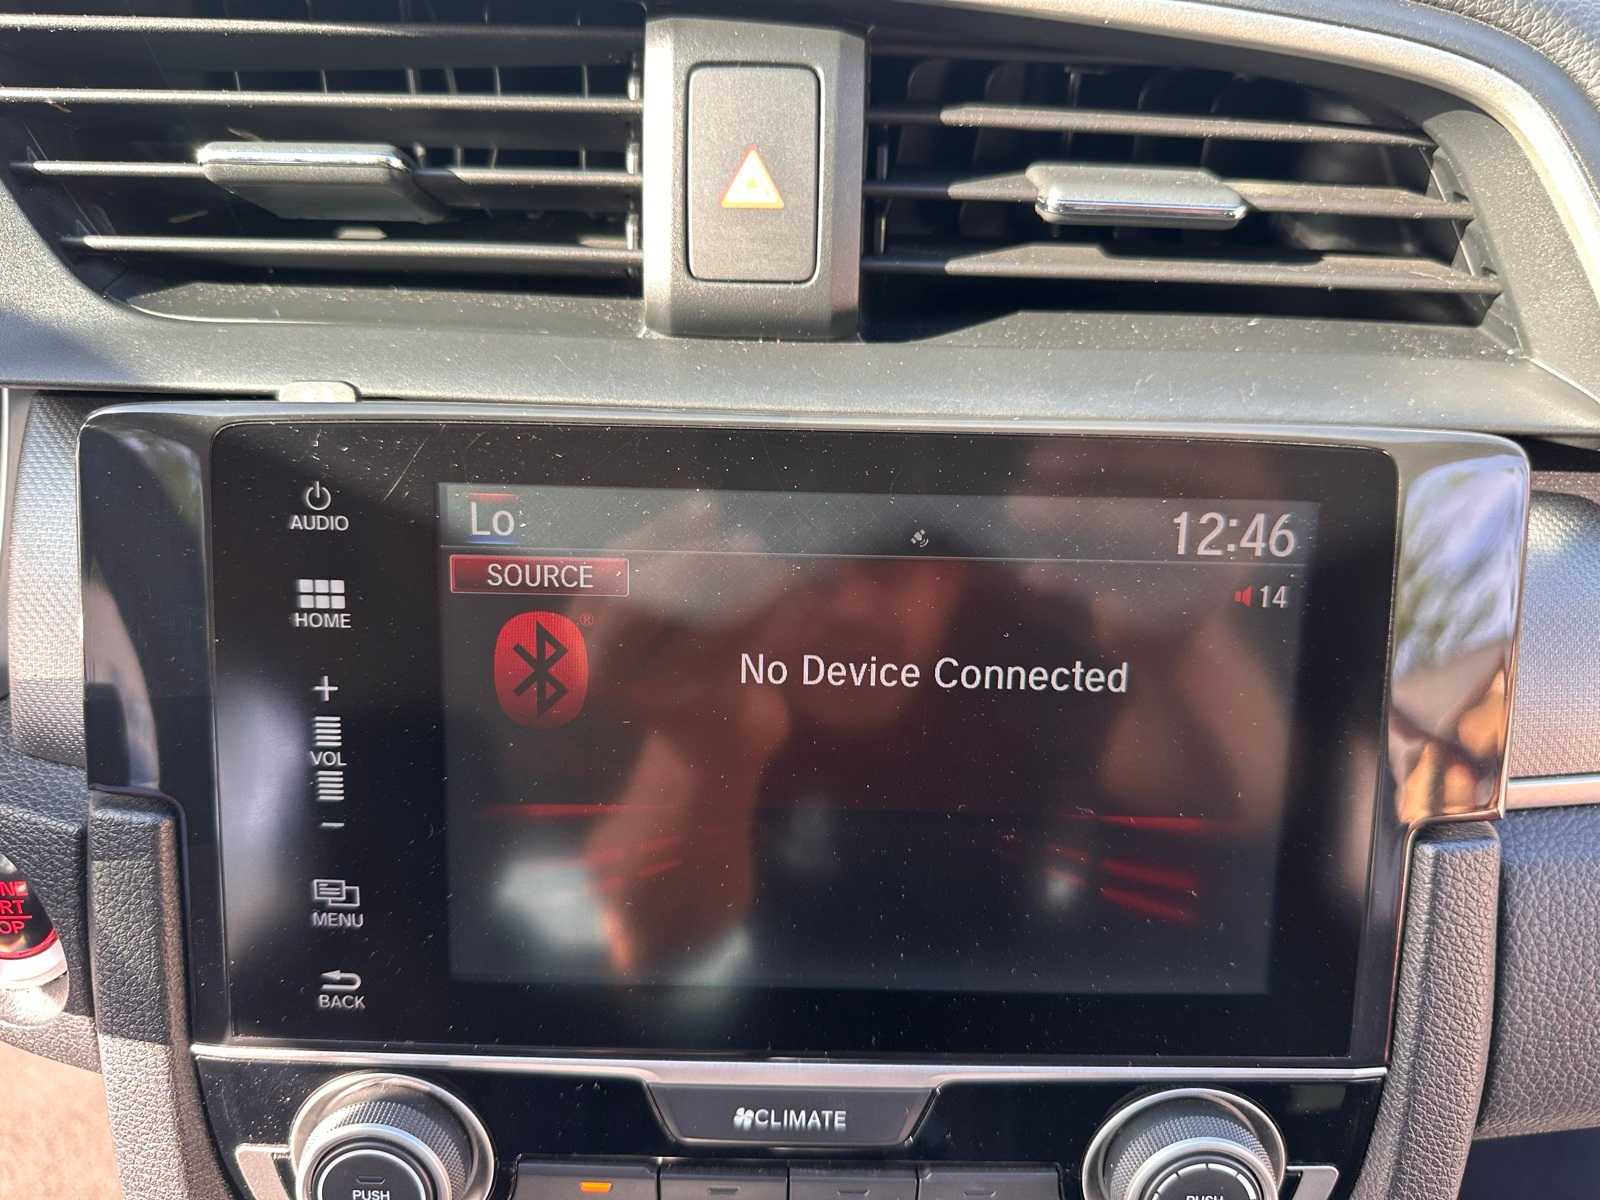 AUDIO
Lo
12:46
SOURCE
14
HOME
®
No Device Connected
+
VOL
-
MENU
BACK
CLIMATE
PUSH
PUSH